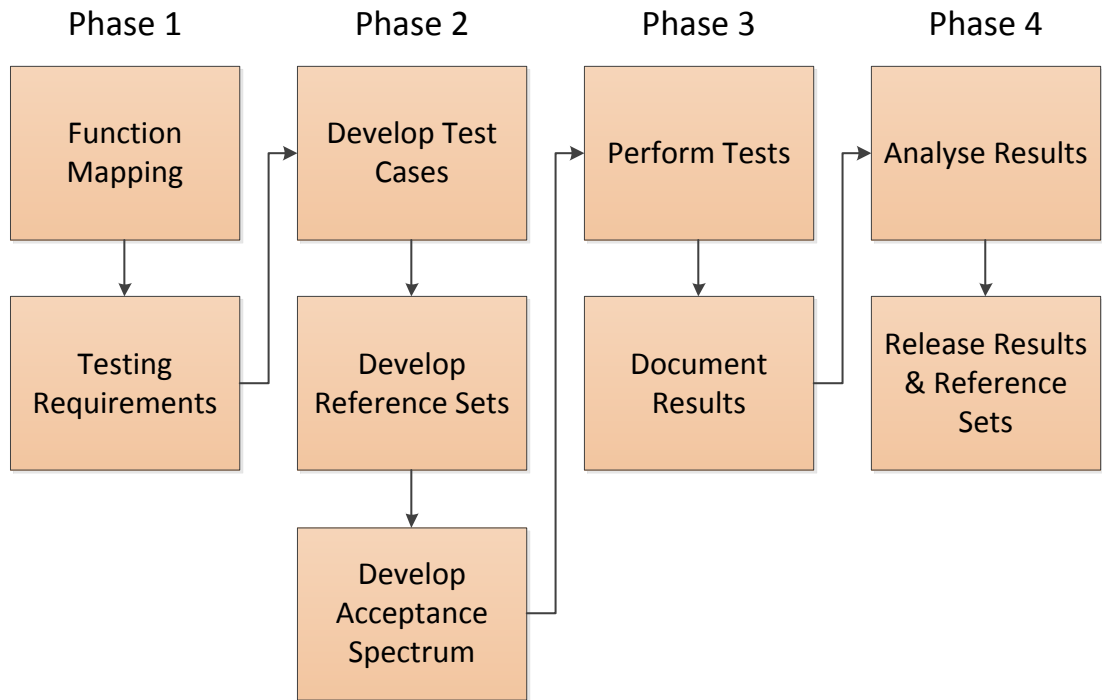 Phase 1
Phase 2
Phase 3
Phase 4
Function
Mapping
Testing
Requirements
Develop Test
Cases
Develop
Reference Sets
Develop
Acceptance
Spectrum
Perform Tests
Document
Results
Analyse Results
Release Results
& Reference
Sets